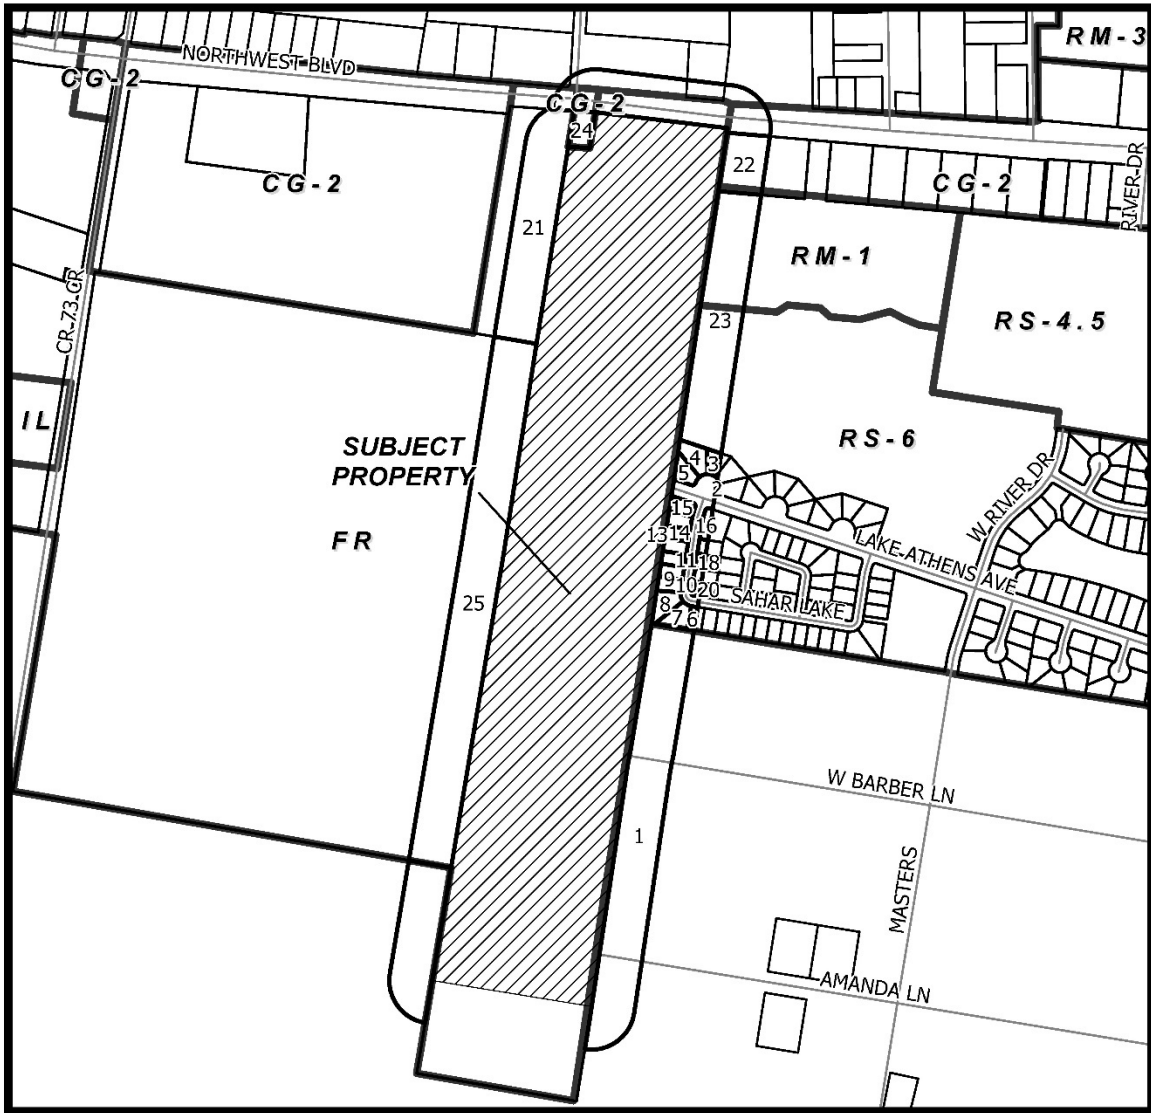 RM-3
NORTHWEST BLVD
CG-2
CG-2
24
22
CG-2
CG-2
RIVER DR
21
RM-1
CR 73 CR
23
RS-4.5
IL
RS-6
SUBJECT
PROPERTY
4
3
5
2
W RIVER DR
15
16
13
14
FR
LAKE ATHENS AVE
11
18
9
10
20
SAHAR LAKE
25
8
7
6
W BARBER LN
1
MASTERS
AMANDA LN